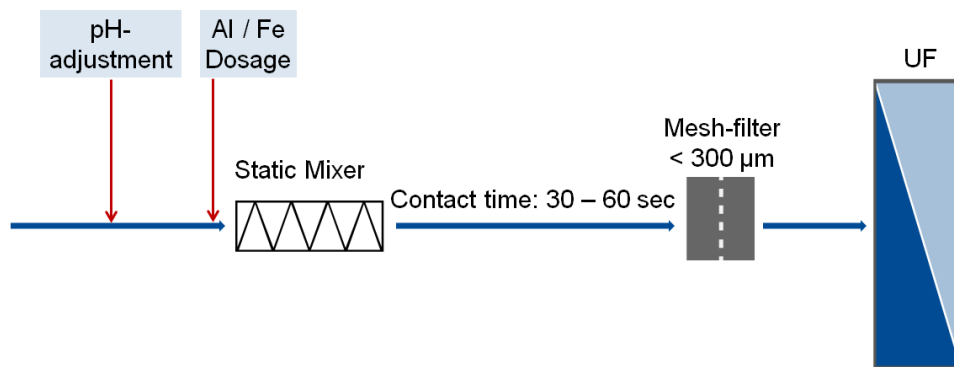 pH-
adjustment
Al / Fe
Dosage
Static Mixer
Contact time: 30 – 60 sec
Mesh-filter
< 300 µm
UF